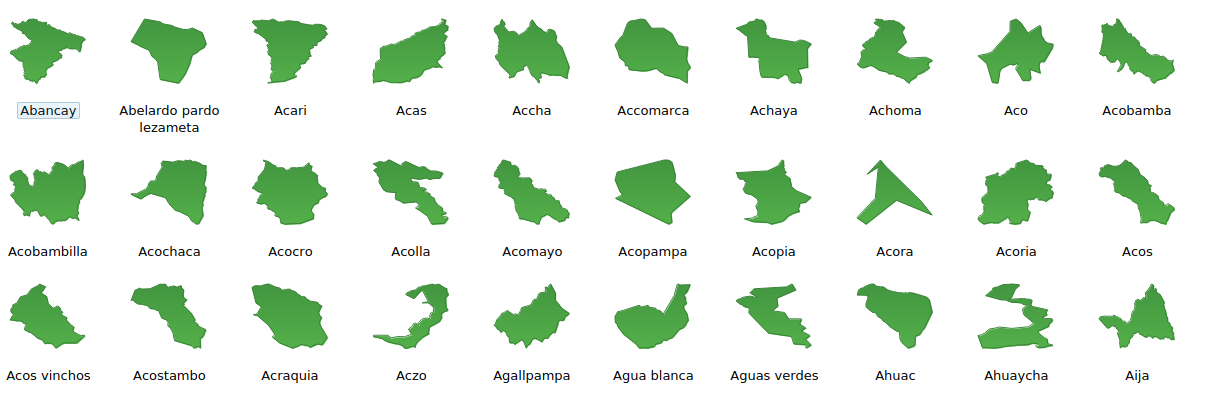 Abancay
Abelardo pardo
lezameta
Acari
Acas
Accha
Accomarca
Achaya
Achoma
Aco
Acobamba
Acobambilla
Acochaca
Acocro
Acolla
Acomayo
Acopampa
Acopia
Acora
Acoria
Acos
Acos vinchos
Acostambo
Acraquia
Aczo
Agallpampa
Agua blanca
Aguas verdes
Ahuac
Ahuaycha
Aija